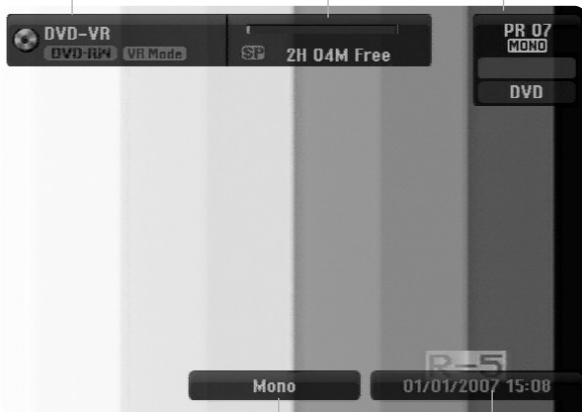 DVD-VR
DVD-RW VR Mode
SP 2H 04M Free
PR 07
MONO
DVD
R-5
Mono
01/01/2007 15:08